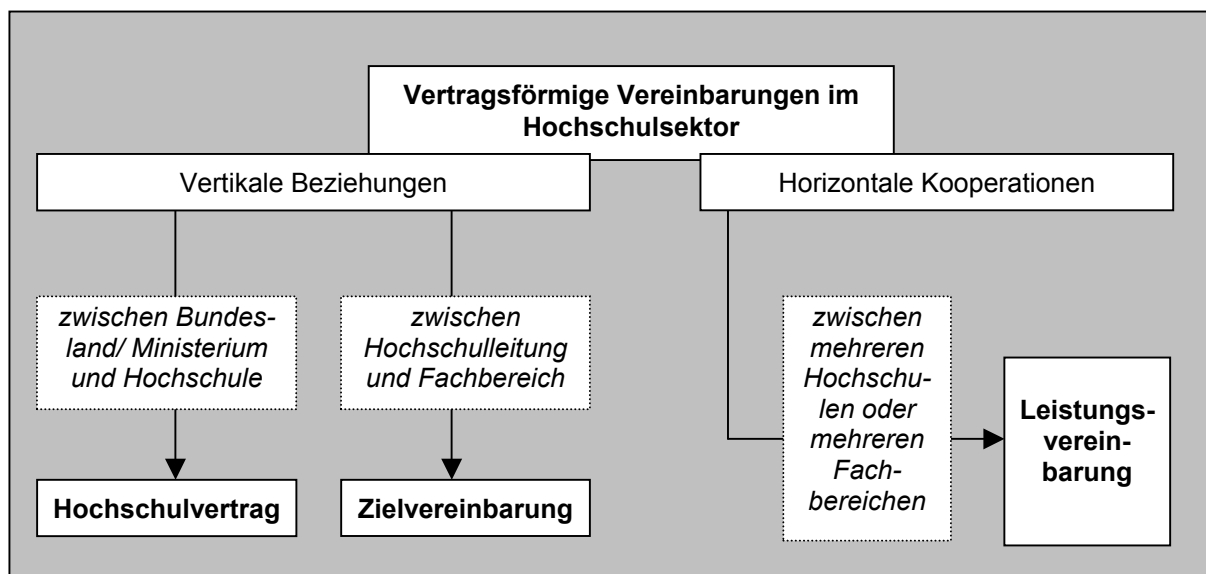 Vertragsförmige Vereinbarungen im
Hochschulsektor
Vertikale Beziehungen
Horizontale Kooperationen
zwischen Bundes-
land/ Ministerium
und Hochschule
zwischen
Hochschulleitung
und Fachbereich
zwischen
mehreren
Hochschu-
len oder
mehreren
Fach-
bereichen
Leistungs-
verein-
barung
Hochschulvertrag
Zielvereinbarung